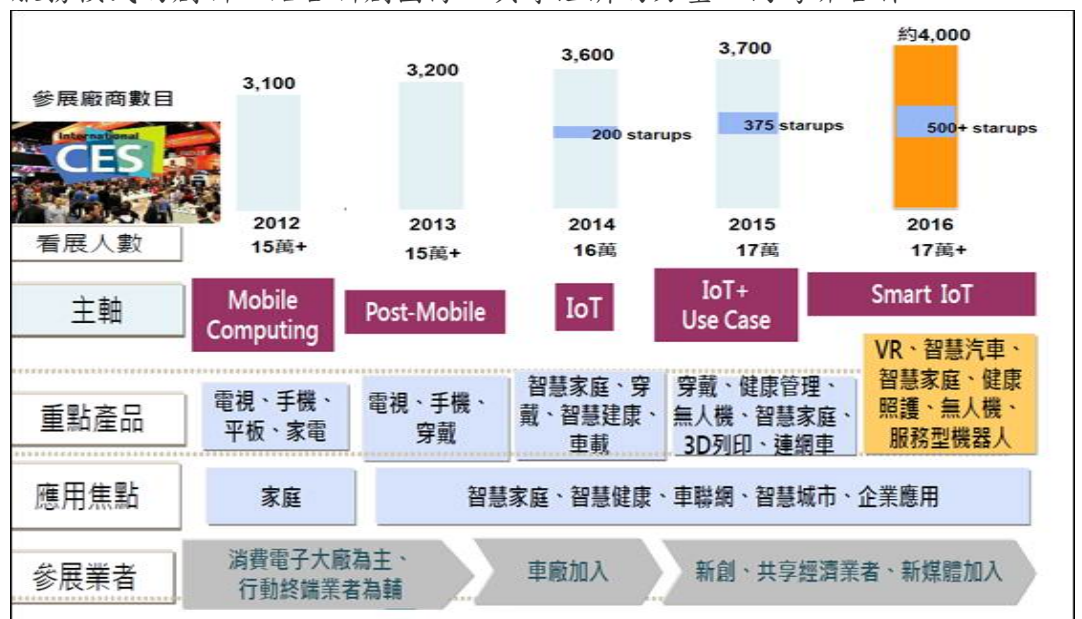 約4,000
3,700
3,600
3,200
3,100
參展廠商數目
International
CES
200 starups
375 starups
500+ starups
2012
2013
2014
2015
2016
看展人數
15萬+
15萬+
16萬
17萬
17萬+
主軸
Mobile
Computing
Post-Mobile
IoT
IoT+
Use Case
Smart IoT
重點產品
電視、手機、
平板、家電
電視、手機、
穿戴
智慧家庭、穿
戴、智慧建康、
車載
穿戴、健康管理、
無人機、智慧家庭、
3D列印、連網車
VR、智慧汽車、
智慧家庭、健康
照護、無人機、
服務型機器人
應用焦點
家庭
智慧家庭、智慧健康、車聯網、智慧城市、企業應用
參展業者
消費電子大廠為主、
行動終端業者為輔
車廠加入
新創、共享經濟業者、新媒體加入